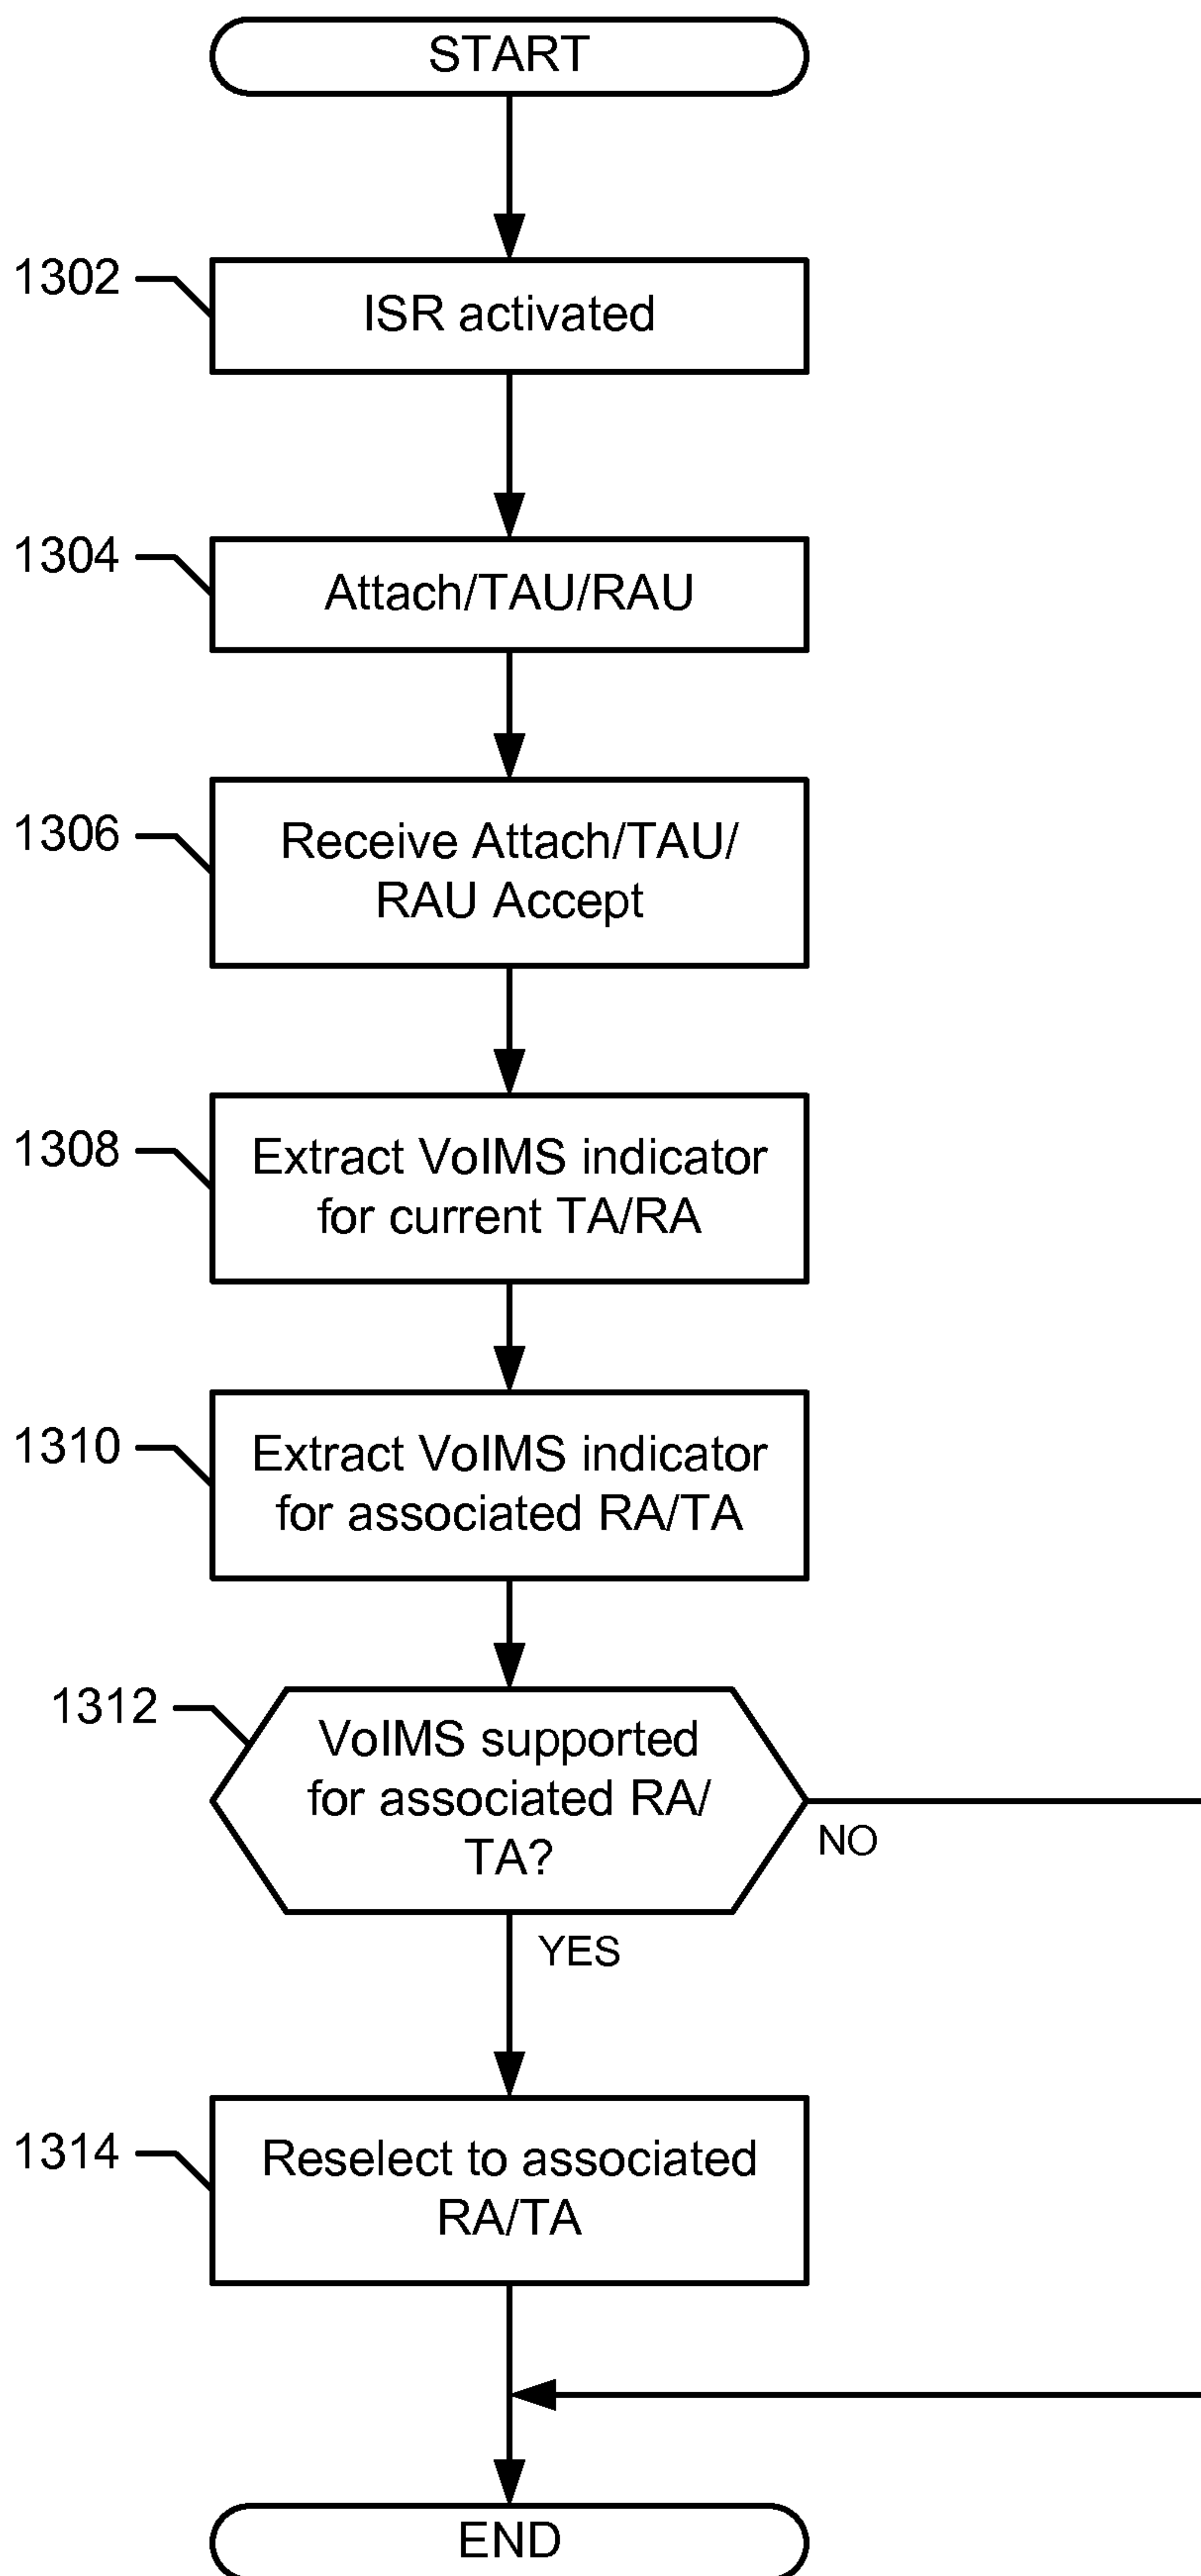 START
1302
ISR activated
1304
Attach/TAU/RAU
1306
Receive Attach/TAU/
RAU Accept
1308
Extract VoIMS indicator
for current TA/RA
1310
Extract VoIMS indicator
for associated RA/TA
1312
VoIMS supported
for associated RA/
TA?
NO
YES
1314
Reselect to associated
RA/TA
END